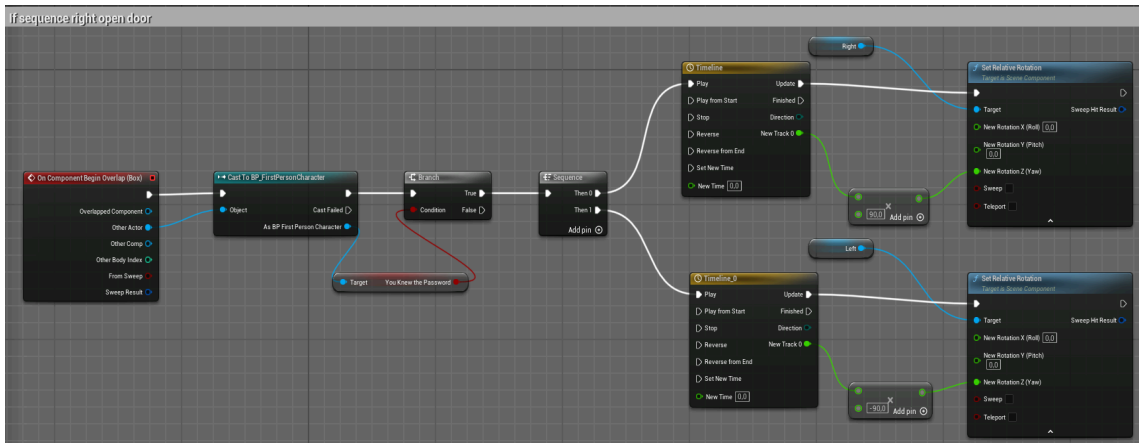 If sequence right open door
On Component Begin Overlap (Box)
Overlapped Component
Other Actor
Other Comp
Other Body Index
From Sweep
Sweep Result
Cast To BP_FirstPersonCharacter
Object
Cast Failed
As BP First Person Character
Target You Knew the Password
Branch
True
Condition False
Sequence
Then 0
Then 1
Add pin
Timeline
Play Update
Play from Start Finished
Stop Direction
Reverse New Track 0
Reverse from End
Set New Time
New Time 0,0
Right
90,0 Add pin
Set Relative Rotation
Target is Scene Component
Target Sweep Hit Result
New Rotation X (Roll) 0,0
New Rotation Y (Pitch)
0,0
New Rotation Z (Yaw)
Sweep
Teleport
Timeline_0
Play Update
Play from Start Finished
Stop Direction
Reverse New Track 0
Reverse from End
Set New Time
New Time 0,0
Left
-90,0 Add pin
Set Relative Rotation
Target is Scene Component
Target Sweep Hit Result
New Rotation X (Roll) 0,0
New Rotation Y (Pitch)
0,0
New Rotation Z (Yaw)
Sweep
Teleport